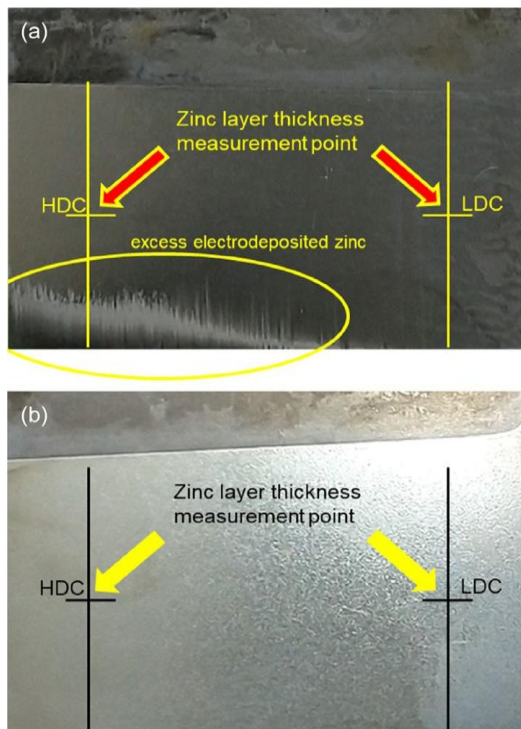 (a)
Zinc layer thickness
measurement point
HDC
LDC
excess electrodeposited zinc
(b)
Zinc layer thickness
measurement point
HDC
LDC